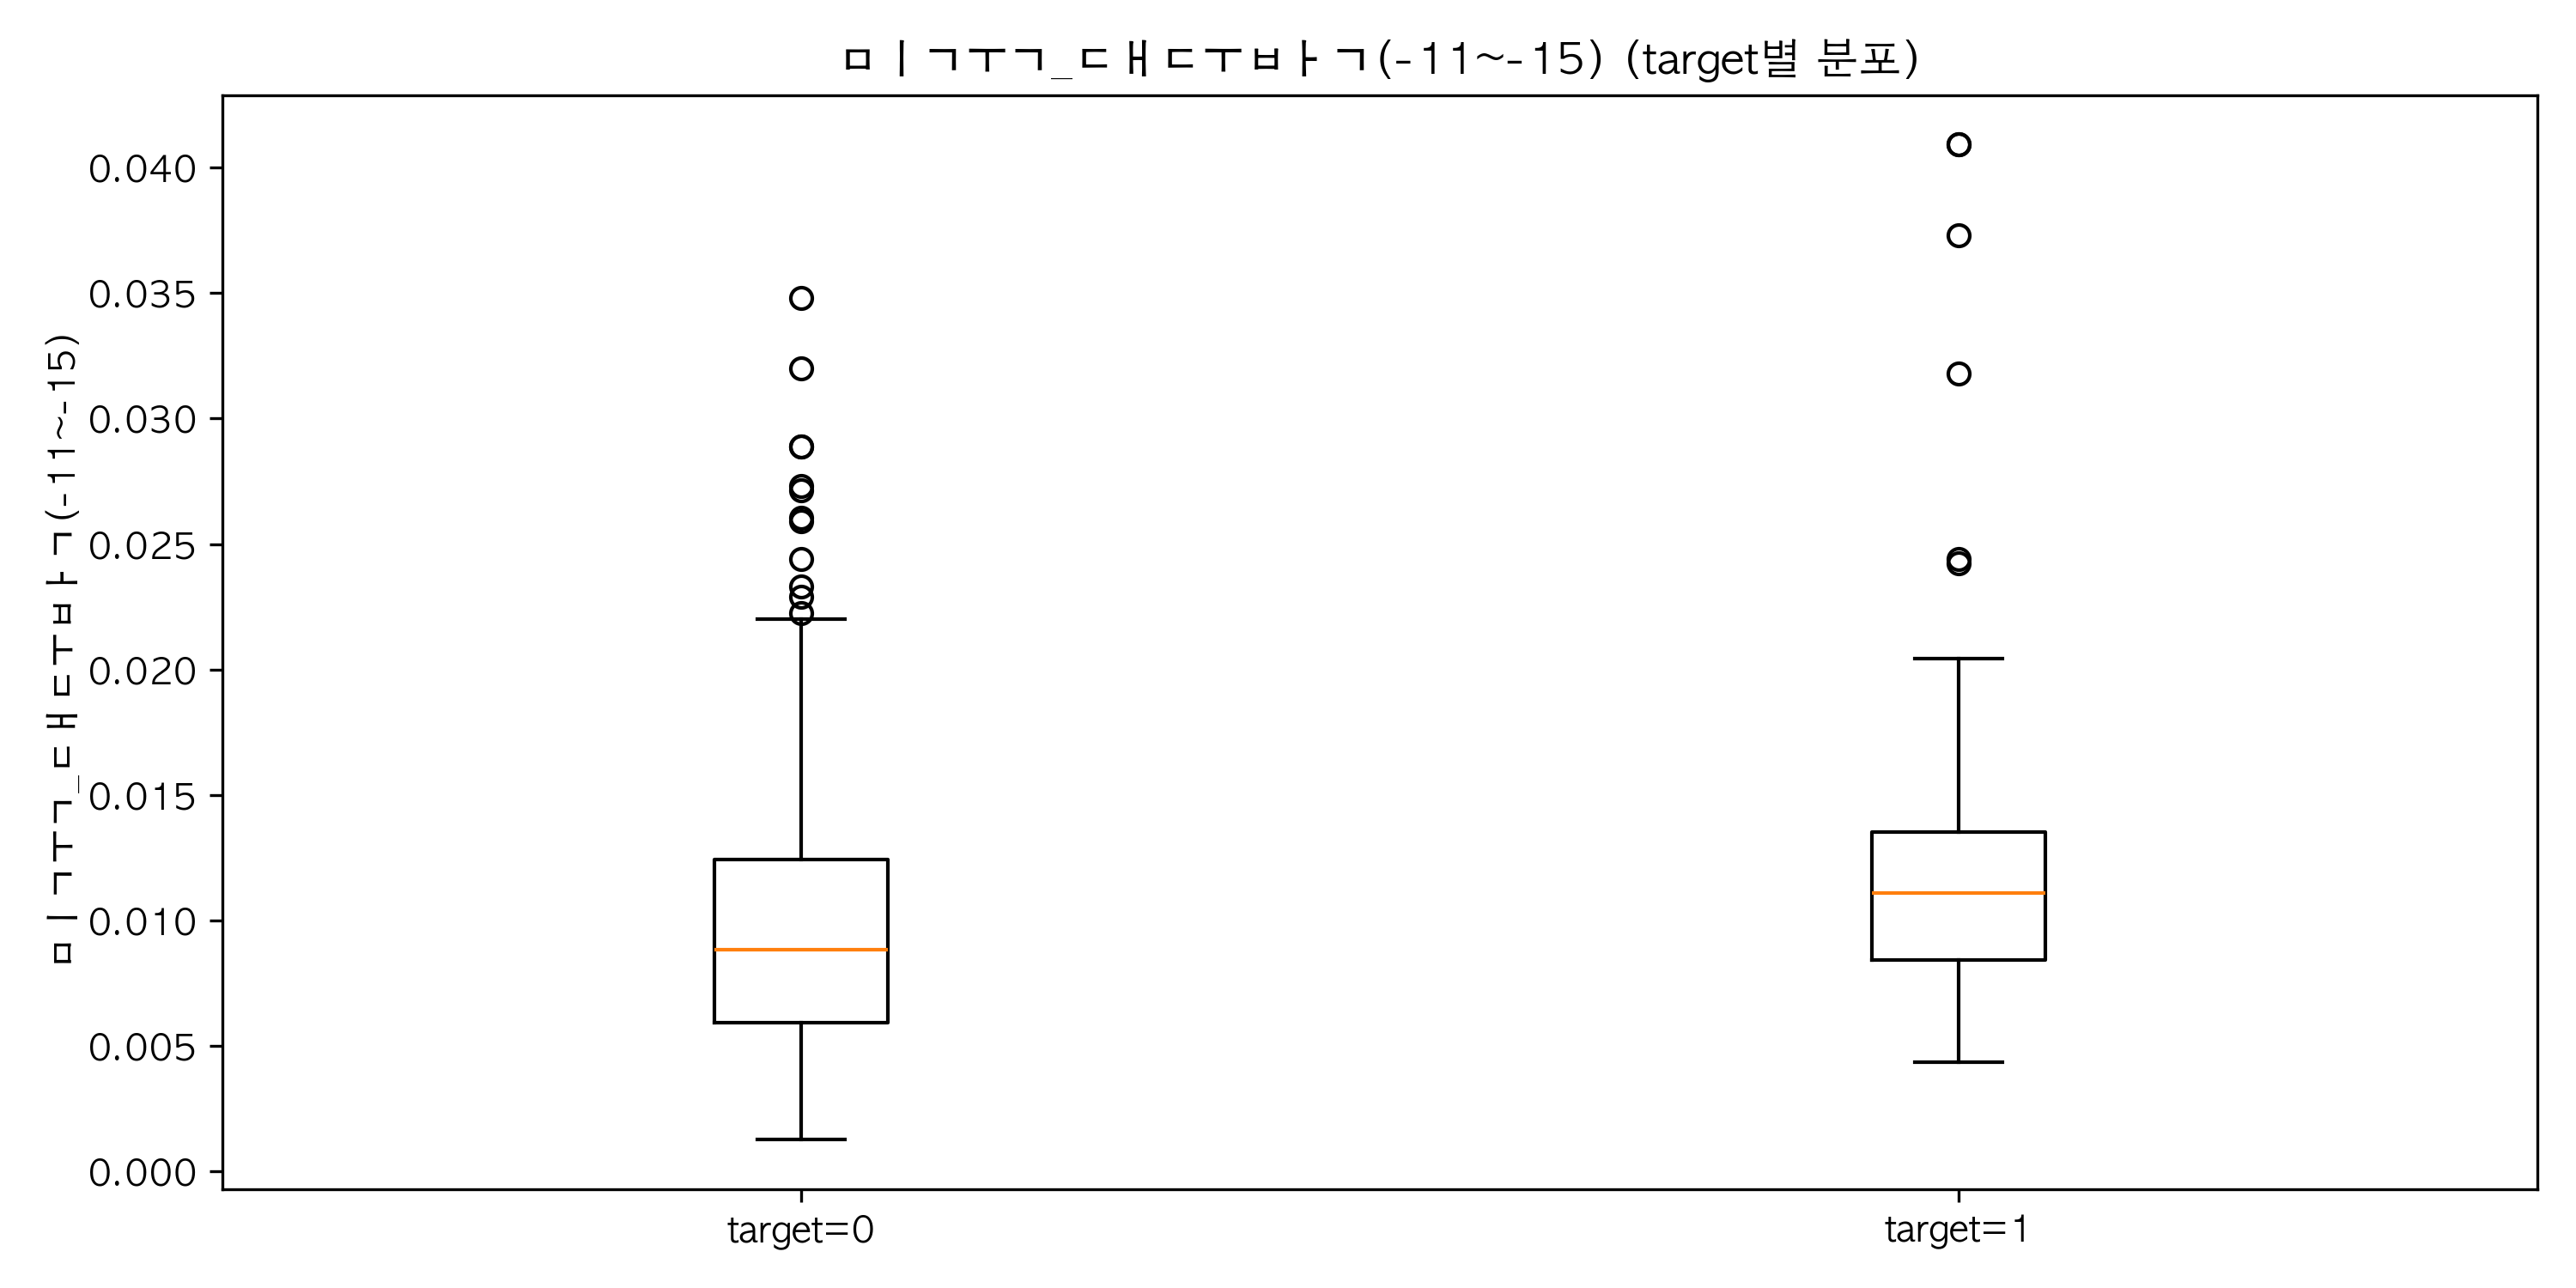 ㅁㅣㄱㅜㄱ_ㄷㅐㄷㅜㅂㅏㄱ(-11~-15) (target별 분포)
ㅁㅣㄱㅜㄱ_ㄷㅐㄷㅜㅂㅏㄱ(-11~-15)
0.040
0.035
0.030
0.025
0.020
0.015
0.010
0.005
0.000
target=0
target=1